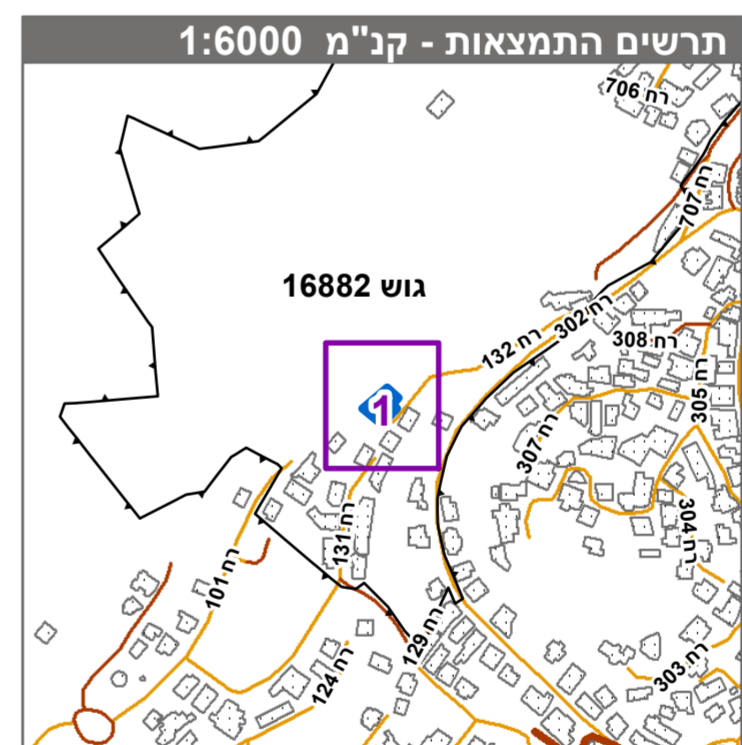 תרשים התמצאות - קנ"מ 1:6000
רח 706
רח 707
גוש 16882
רח 302
רח 132
רח 308
רח 305
1
רח 307
רח 304
רח 131
רח 101
רח 129
רח 124
רח 303